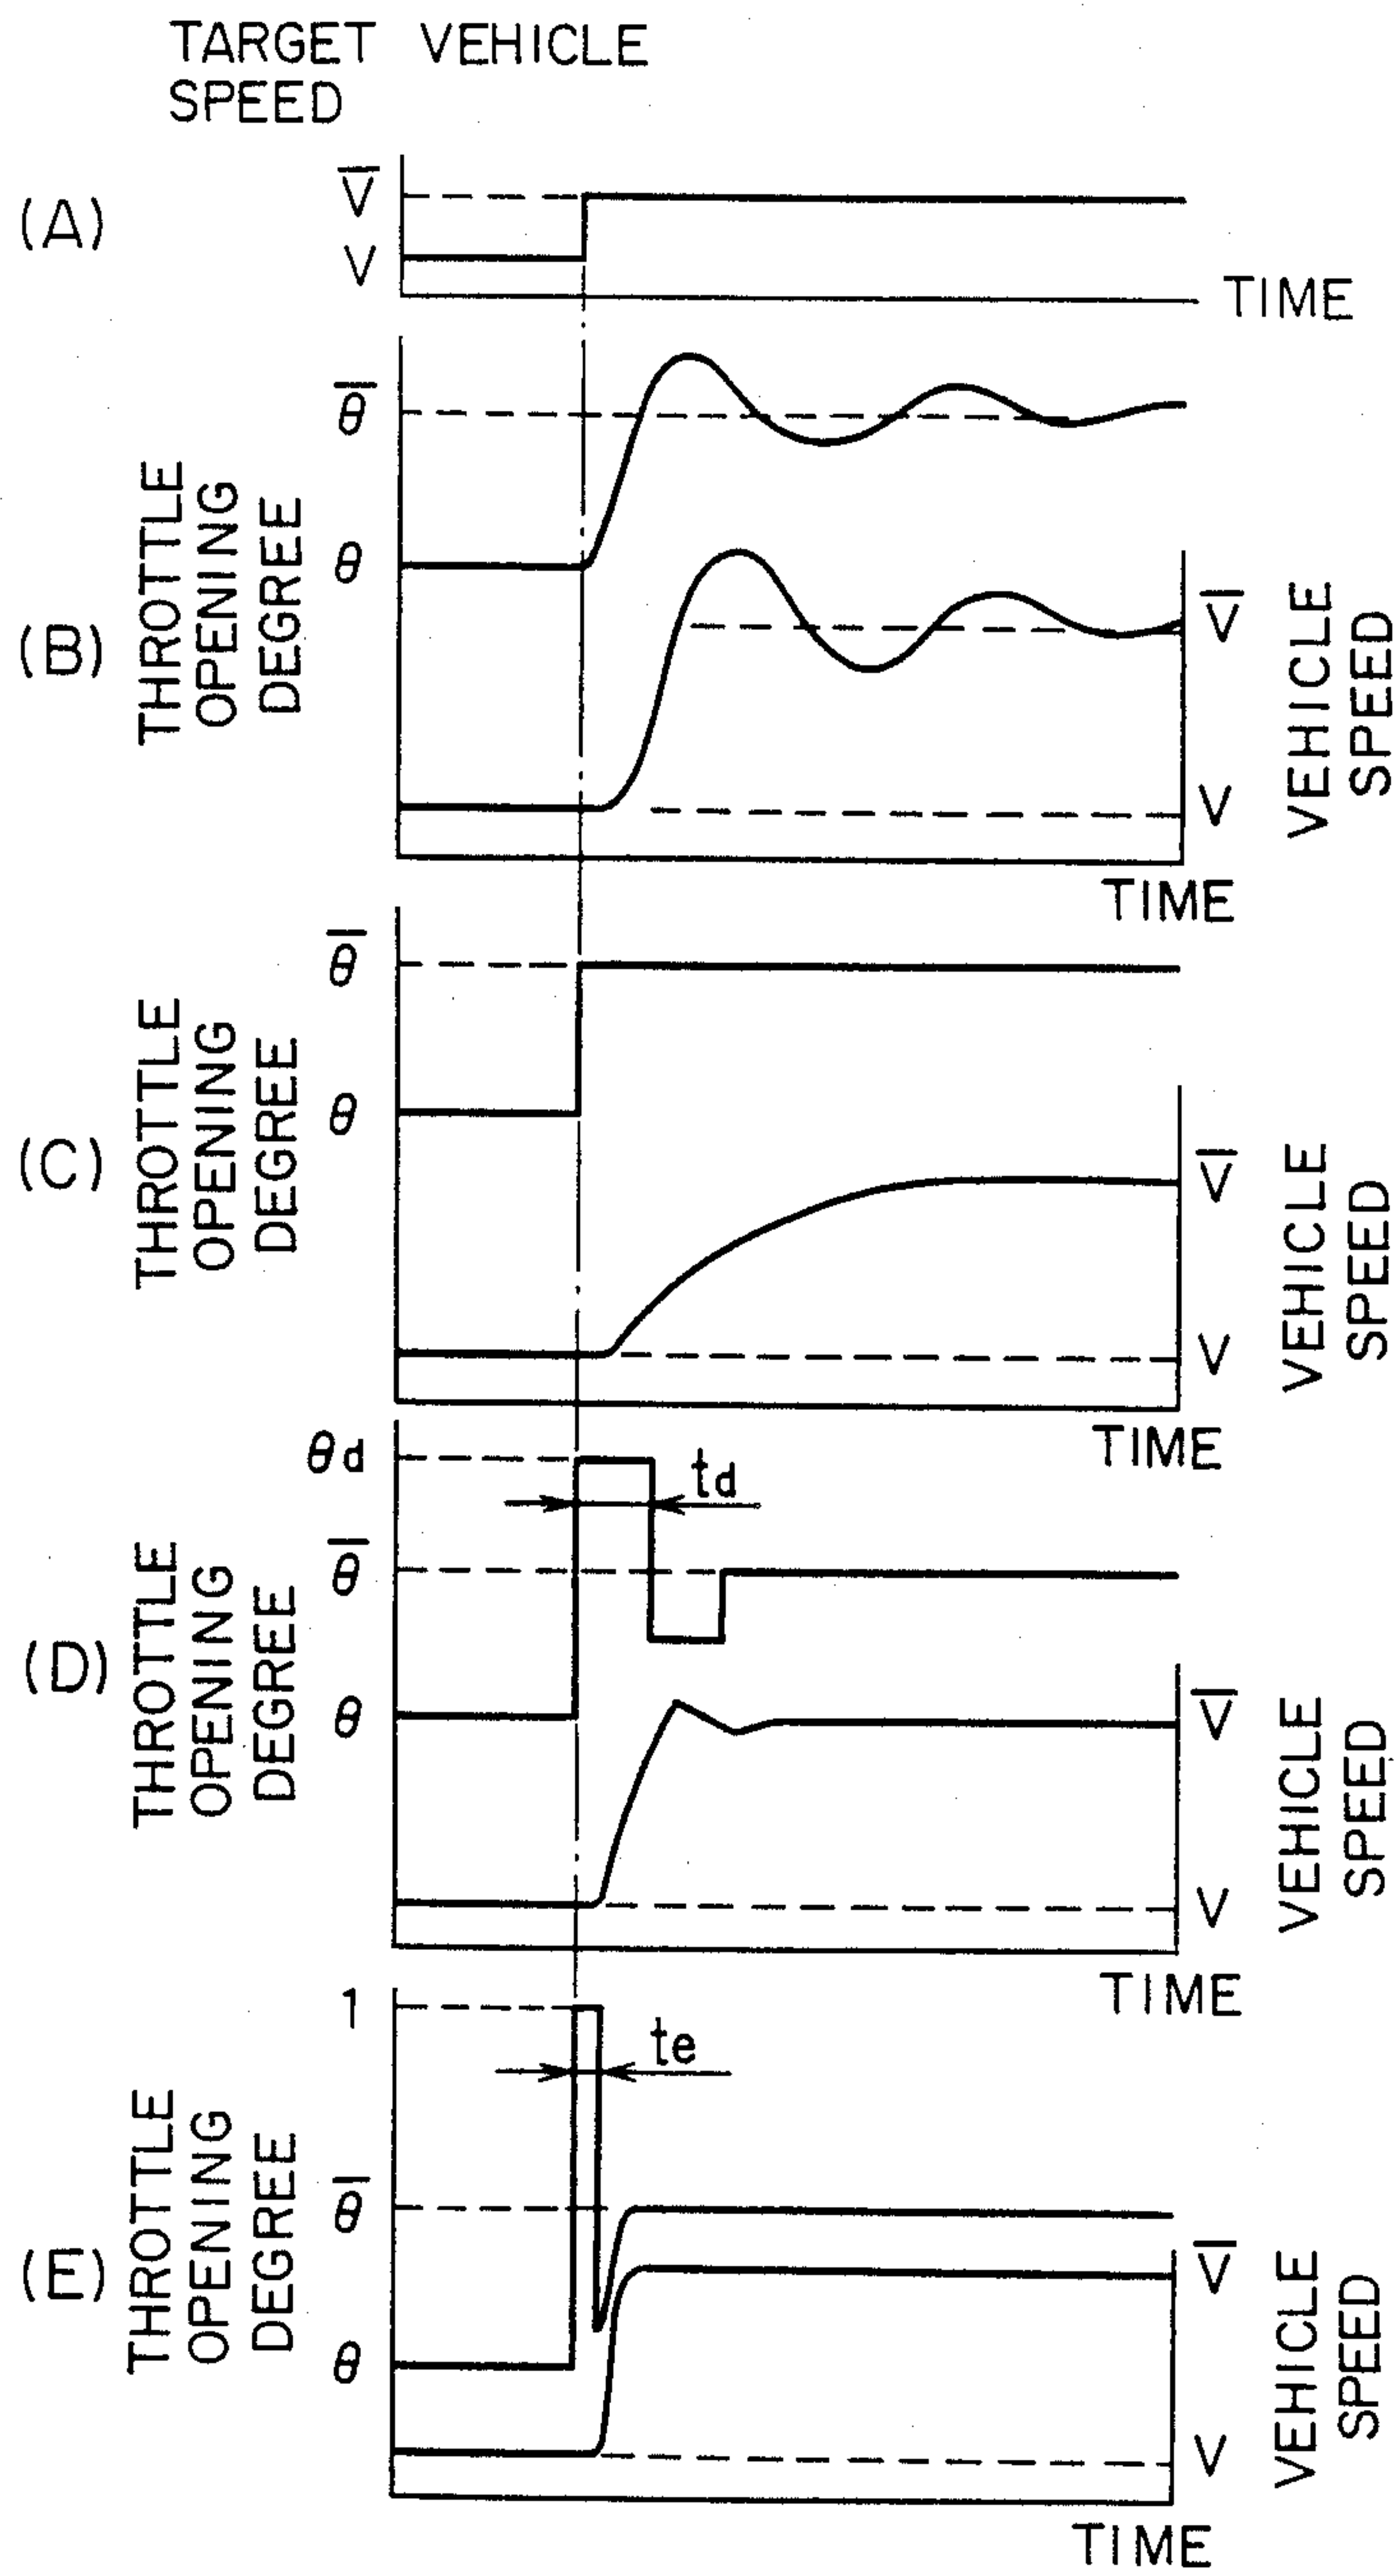 TARGET VEHICLE
SPEED
(A)
V̅
V
TIME
(B)
THROTTLE
OPENING
DEGREE
θ̅
θ
V̅
V
VEHICLE
SPEED
TIME
(C)
THROTTLE
OPENING
DEGREE
θ̅
θ
V̅
V
VEHICLE
SPEED
TIME
(D)
THROTTLE
OPENING
DEGREE
θd
θ̅
θ
td
V̅
V
VEHICLE
SPEED
TIME
(E)
THROTTLE
OPENING
DEGREE
1
θ̅
θ
te
V̅
V
VEHICLE
SPEED
TIME